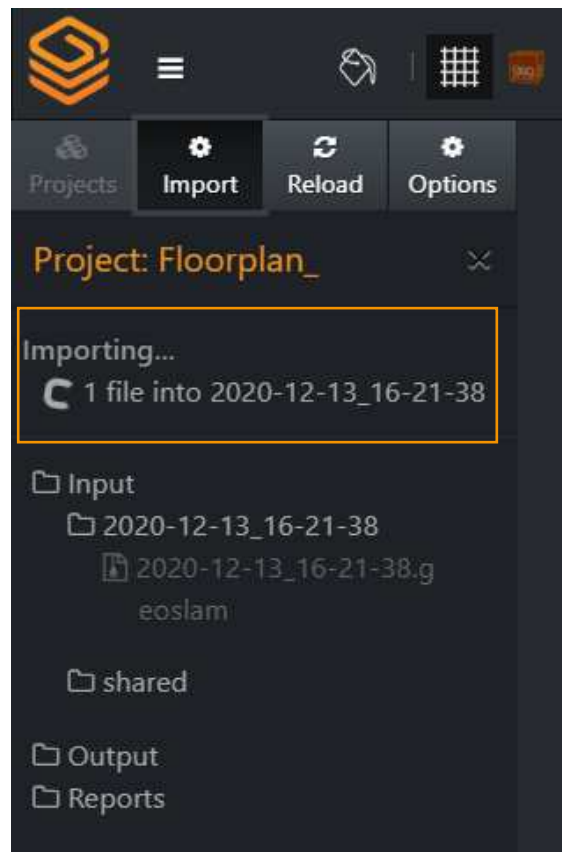 Projects Import Reload Options
Project: Floorplan_
Importing...
1 file into 2020-12-13_16-21-38
Input
2020-12-13_16-21-38
2020-12-13_16-21-38.g
eoslam
shared
Output
Reports